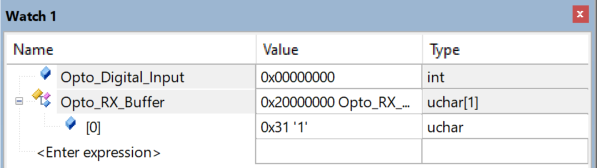 Watch 1
Name Value Type
Opto_Digital_Input 0x00000000 int
Opto_RX_Buffer 0x20000000 Opto_RX_... uchar[1]
[0] 0x31 '1' uchar
<Enter expression>